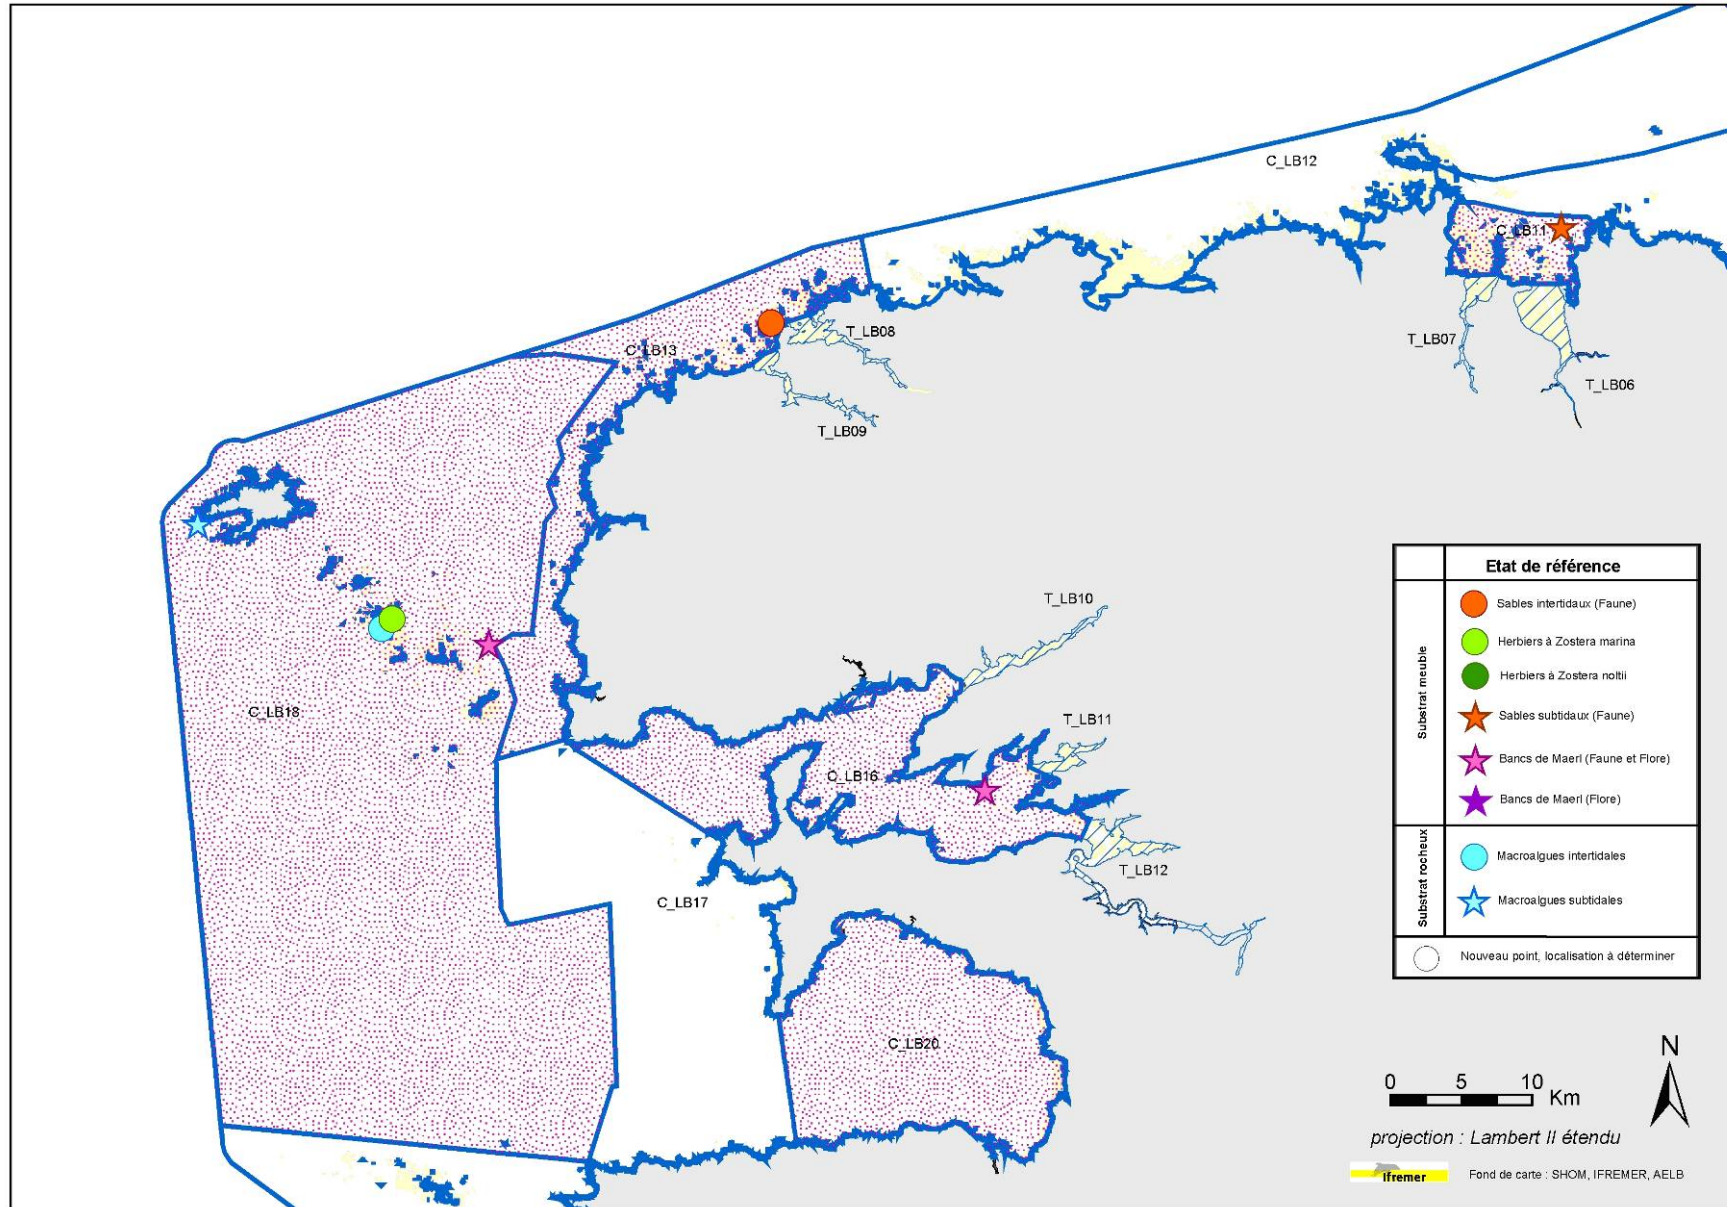 C_LB12
C_LB11
T_LB08
C_LB13
T_LB07
T_LB06
T_LB09
Etat de référence
Substrat meuble
Sables intertidaux (Faune)
Herbiers à Zostera marina
Herbiers à Zostera noltii
Sables subtidaux (Faune)
Bancs de Maerl (Faune et Flore)
Bancs de Maerl (Flore)
Substrat rocheux
Macroalgues intertidales
Macroalgues subtidales
Nouveau point, localisation à déterminer
T_LB10
C_LB18
T_LB11
C_LB16
T_LB12
C_LB17
C_LB20
N
0 5 10 Km
projection : Lambert II étendu
Ifremer
Fond de carte : SHOM, IFREMER, AELB